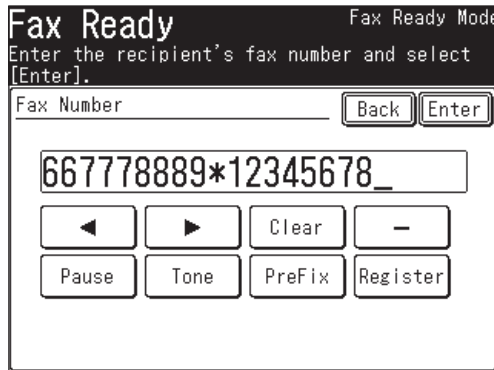 Fax Ready
Fax Ready Mode
Enter the recipient's fax number and select
[Enter].
Fax Number
Back Enter
667778889*12345678_
◄ ► Clear –
Pause Tone PreFix Register